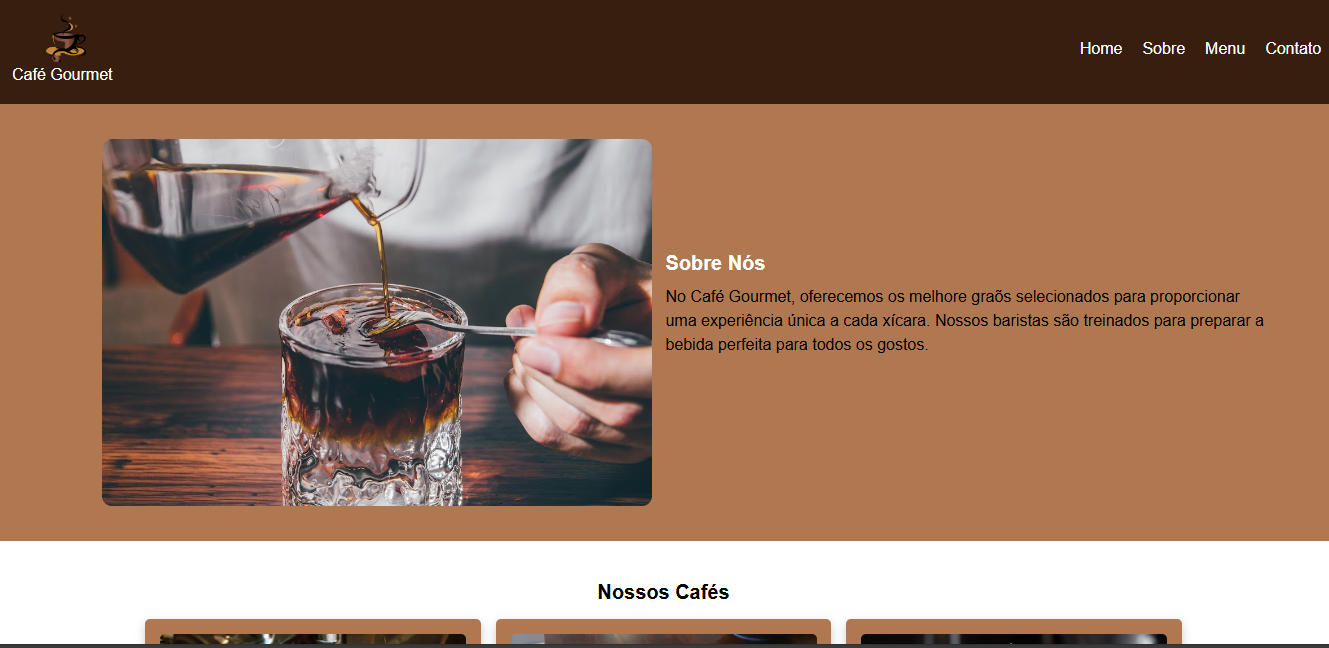 Café Gourmet
Home Sobre Menu Contato
Sobre Nós
No Café Gourmet, oferecemos os melhore graõs selecionados para proporcionar
uma experiência única a cada xícara. Nossos baristas são treinados para preparar a
bebida perfeita para todos os gostos.
Nossos Cafés